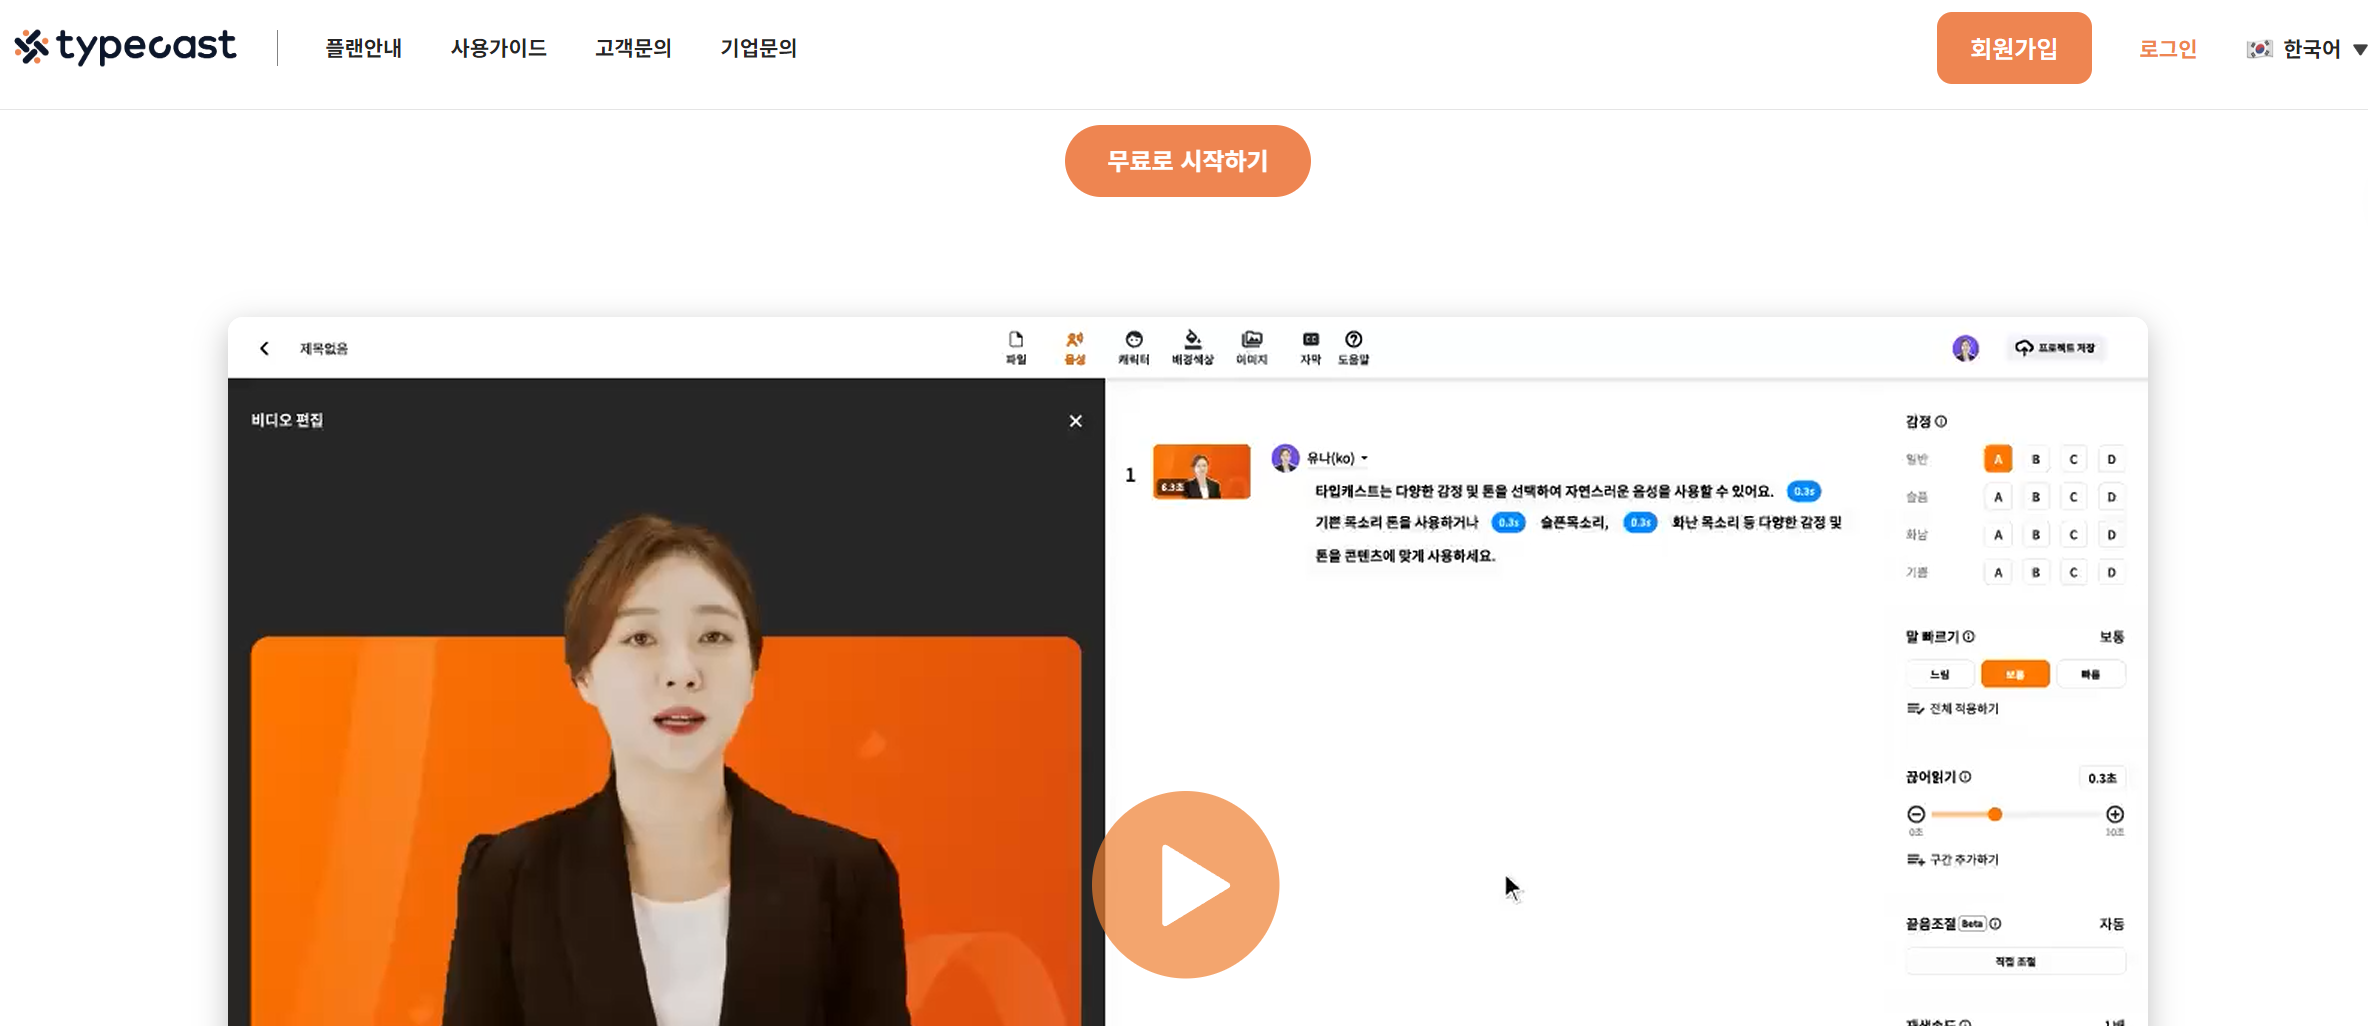 typecast
플랜안내
사용가이드
고객문의
기업문의
회원가입
로그인
한국어
무료로 시작하기
제목없음
파일
음성
캐릭터
배경색상
이미지
자막
도움말
프로젝트 저장
비디오 편집
1
6.3초
유나(ko)
타입캐스트는 다양한 감정 및 톤을 선택하여 자연스러운 음성을 사용할 수 있어요. 0.3s
기쁜 목소리 톤을 사용하거나 0.3s 슬픈목소리, 0.3s 화난 목소리 등 다양한 감정 및
톤을 콘텐츠에 맞게 사용하세요.
감정
일반 A B C D
슬픔 A B C D
화남 A B C D
기쁨 A B C D
말 빠르기 보통
느림 보통 빠름
전체 적용하기
끊어읽기 0.3초
0초 10초
구간 추가하기
끝음조절 Beta 자동
직접 조절